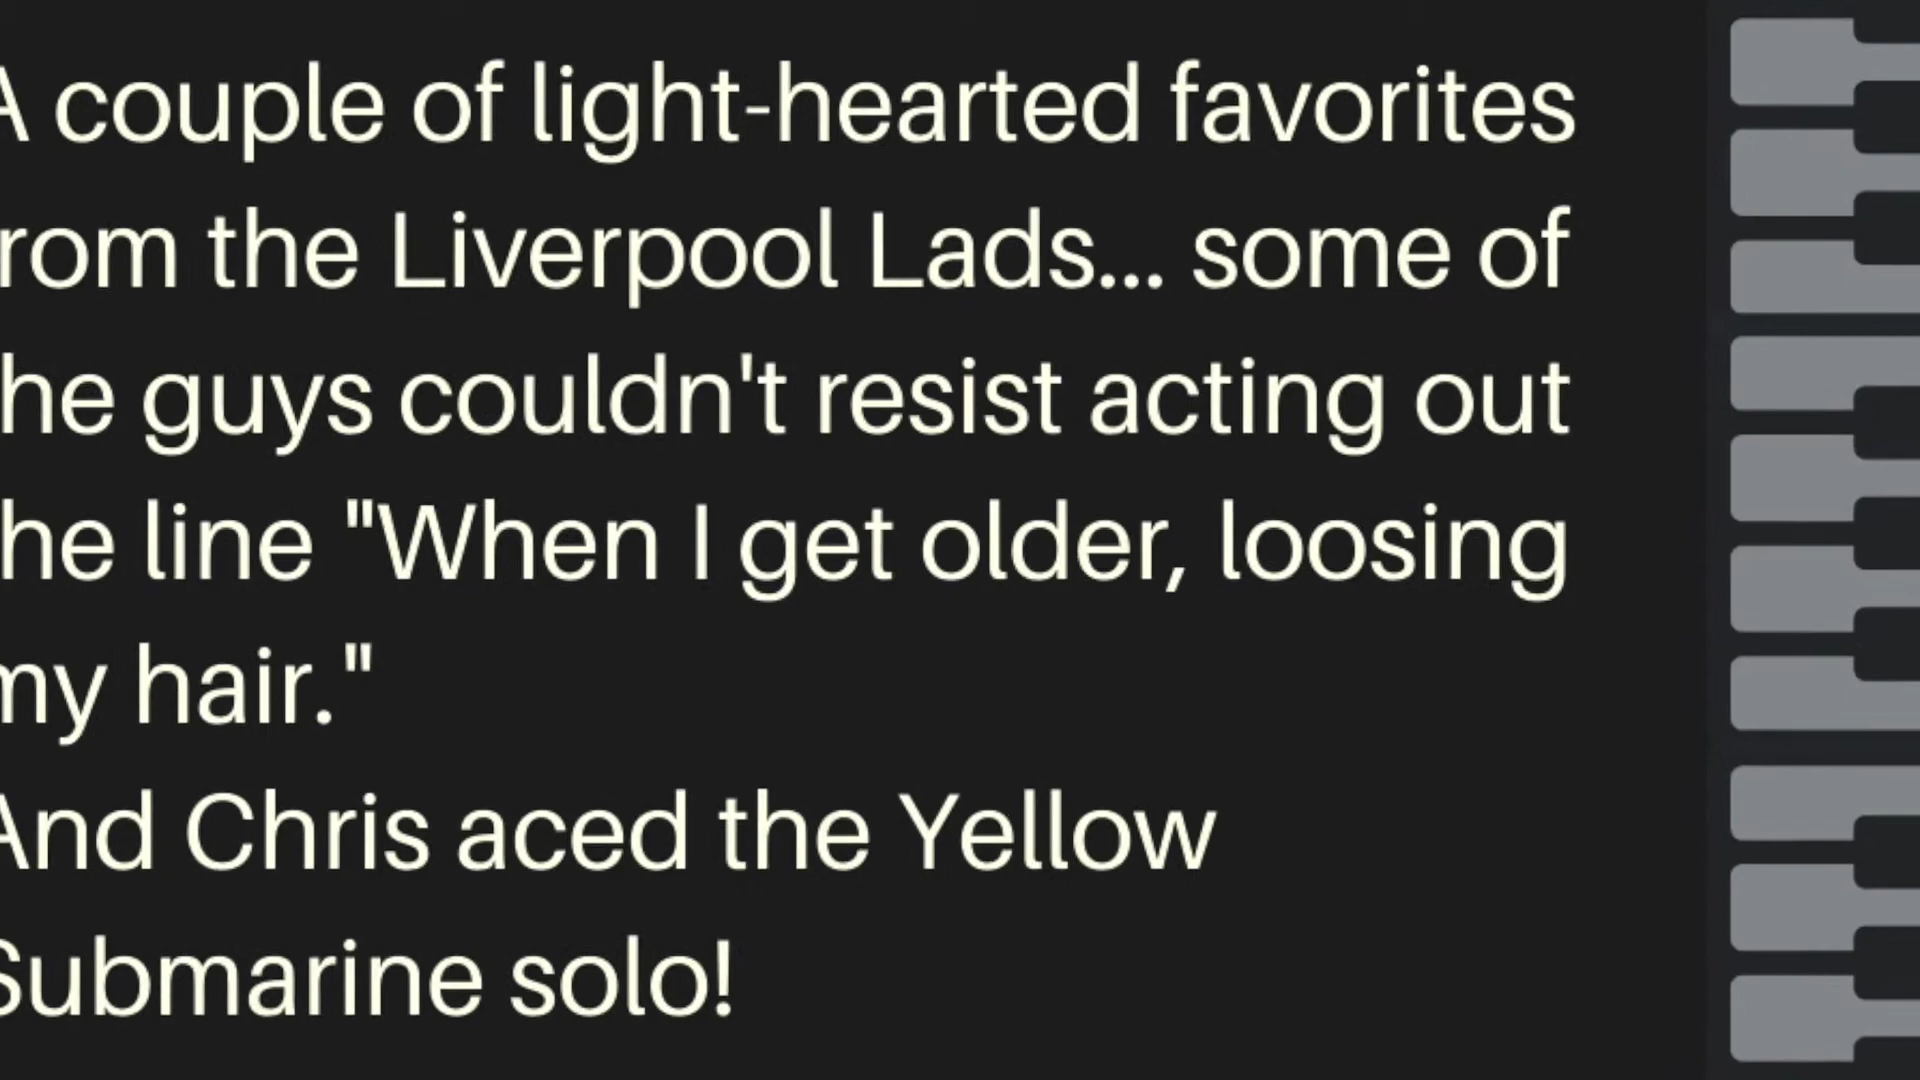 A couple of light-hearted favorites
rom the Liverpool Lads... some of
he guys couldn't resist acting out
he line "When I get older, loosing
my hair."
And Chris aced the Yellow
Submarine solo!